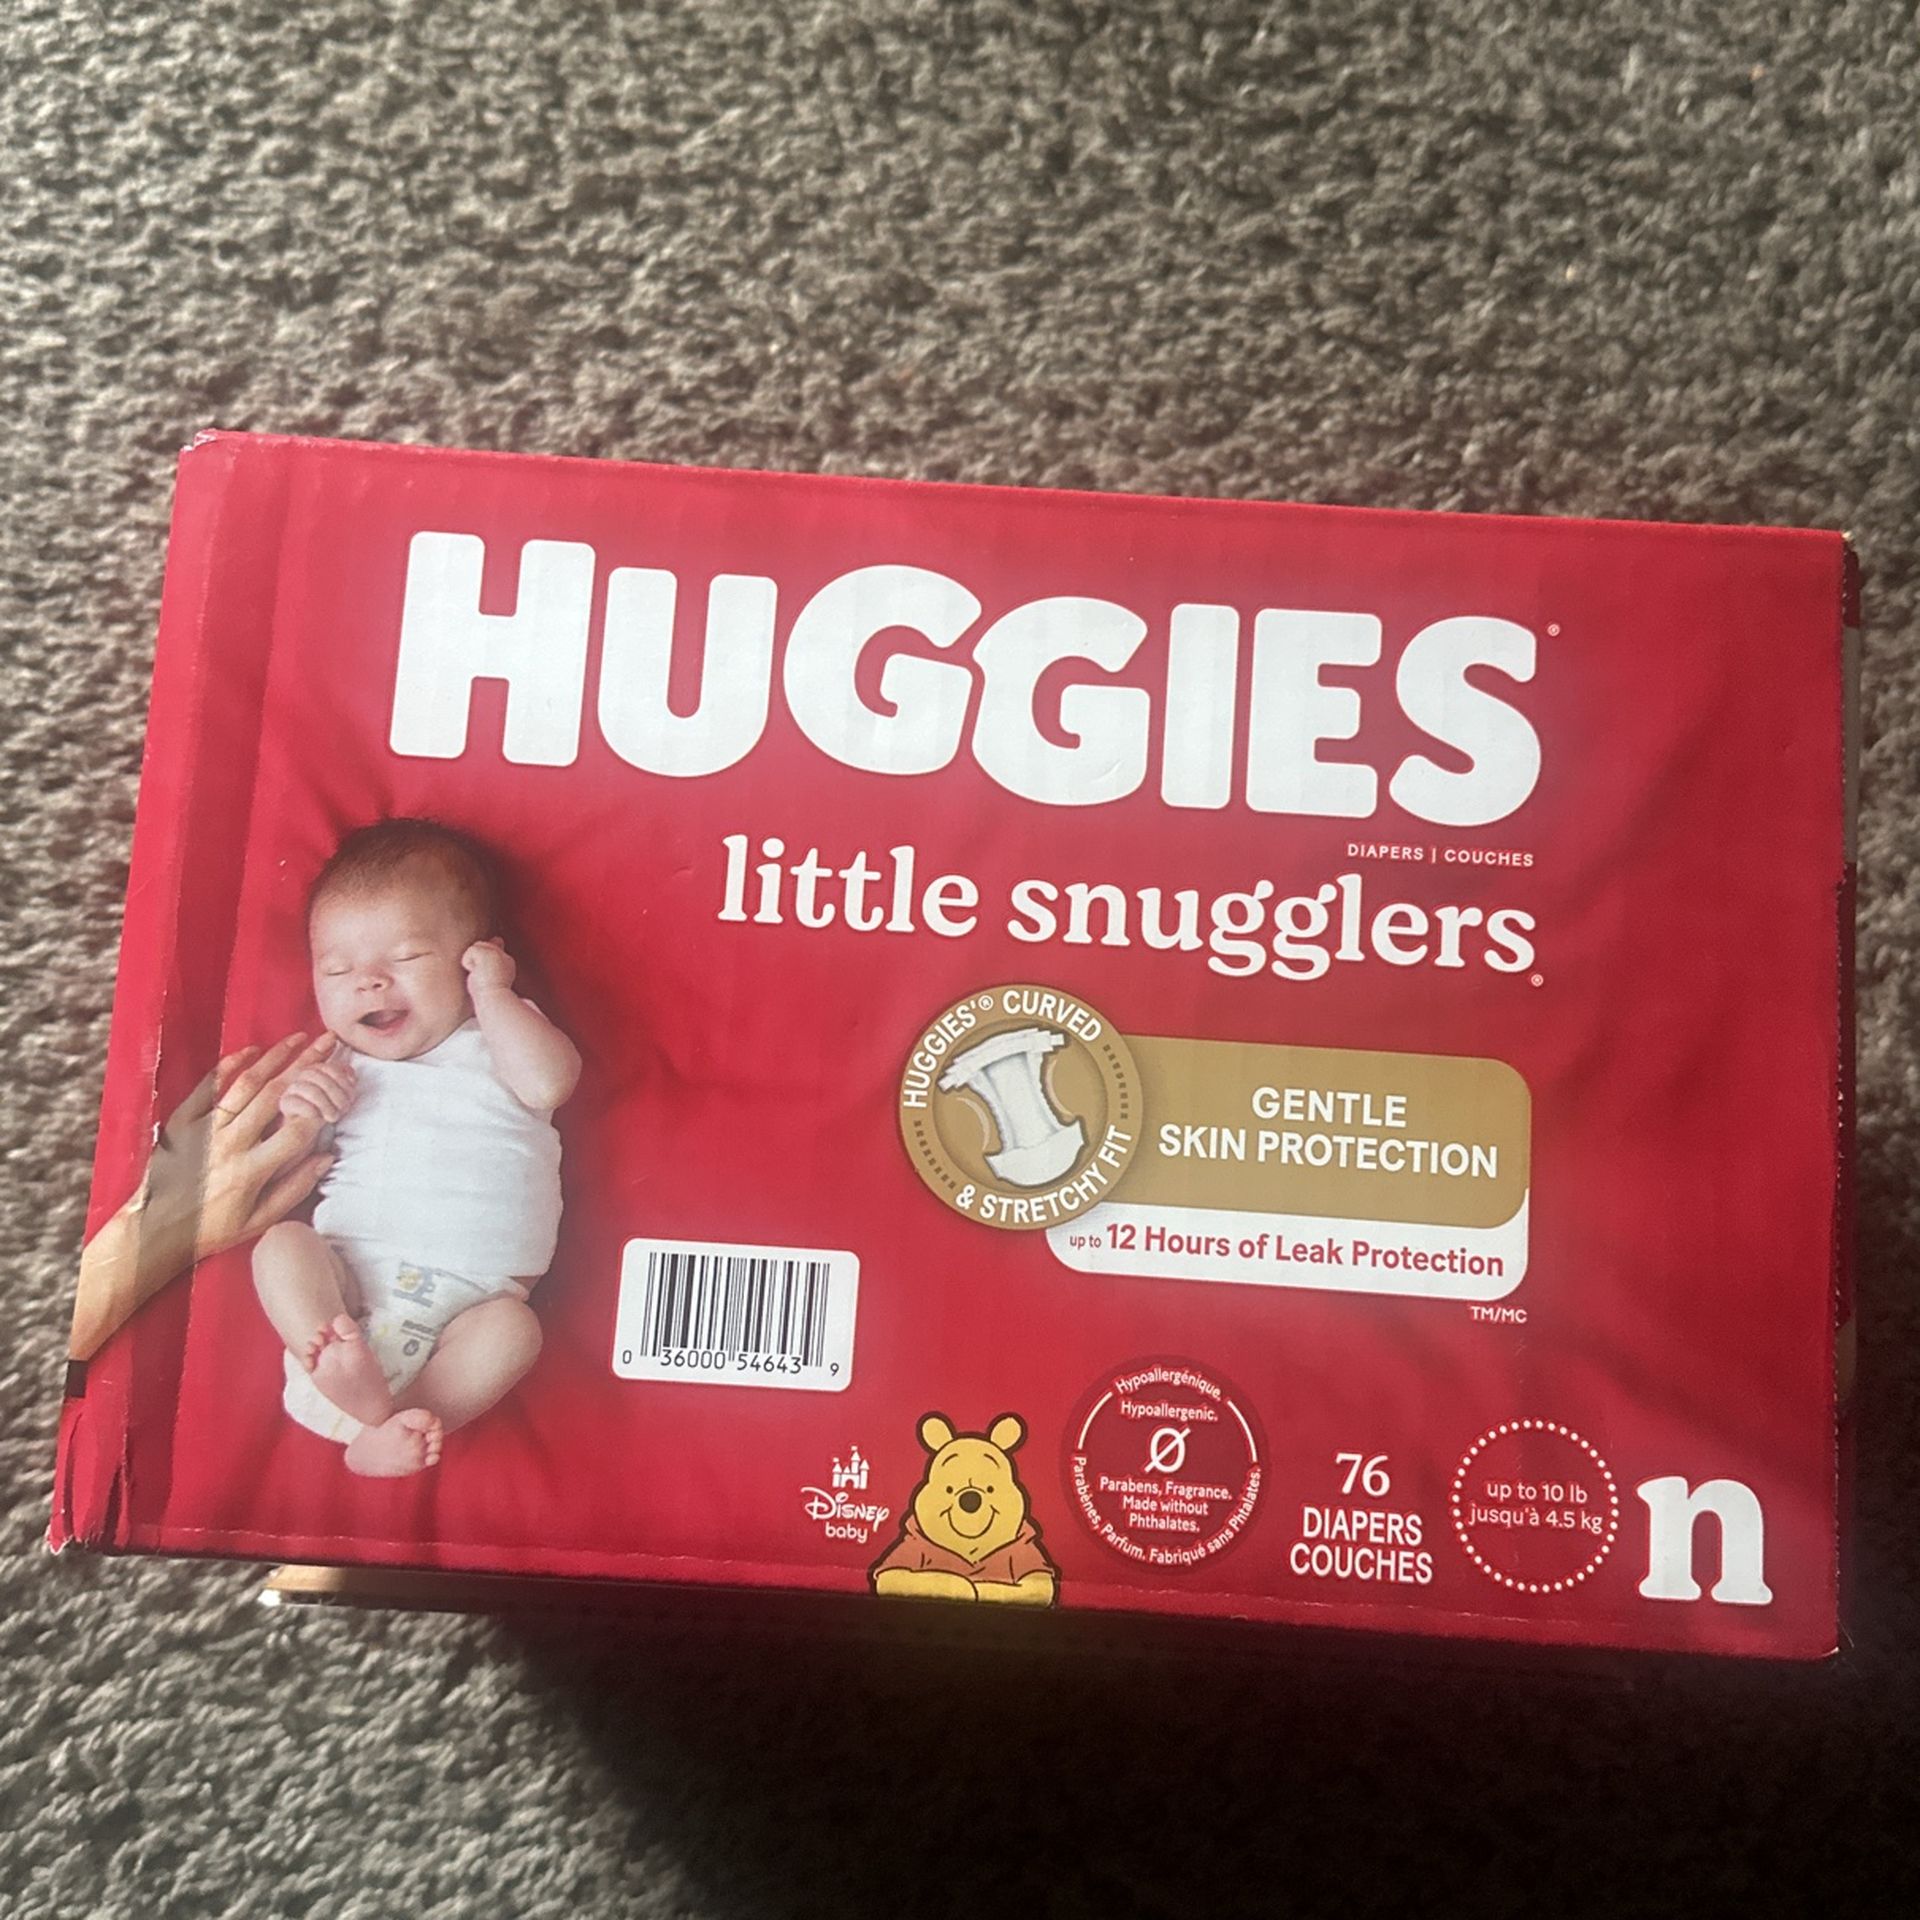 HUGGIES®
DIAPERS | COUCHES
little snugglers®
HUGGIES'® CURVED
& STRETCHY FIT
GENTLE
SKIN PROTECTION
up to 12 Hours of Leak Protection
TM/MC
0 36000 54643 9
Disney
baby
Hypoallergénique.
Hypoallergenic.
Parabens, Fragrance.
Made without
Phthalates.
Parabènes, Parfum. Fabriqué sans Phtalates.
76
DIAPERS
COUCHES
up to 10 lb
jusqu'à 4.5 kg
n